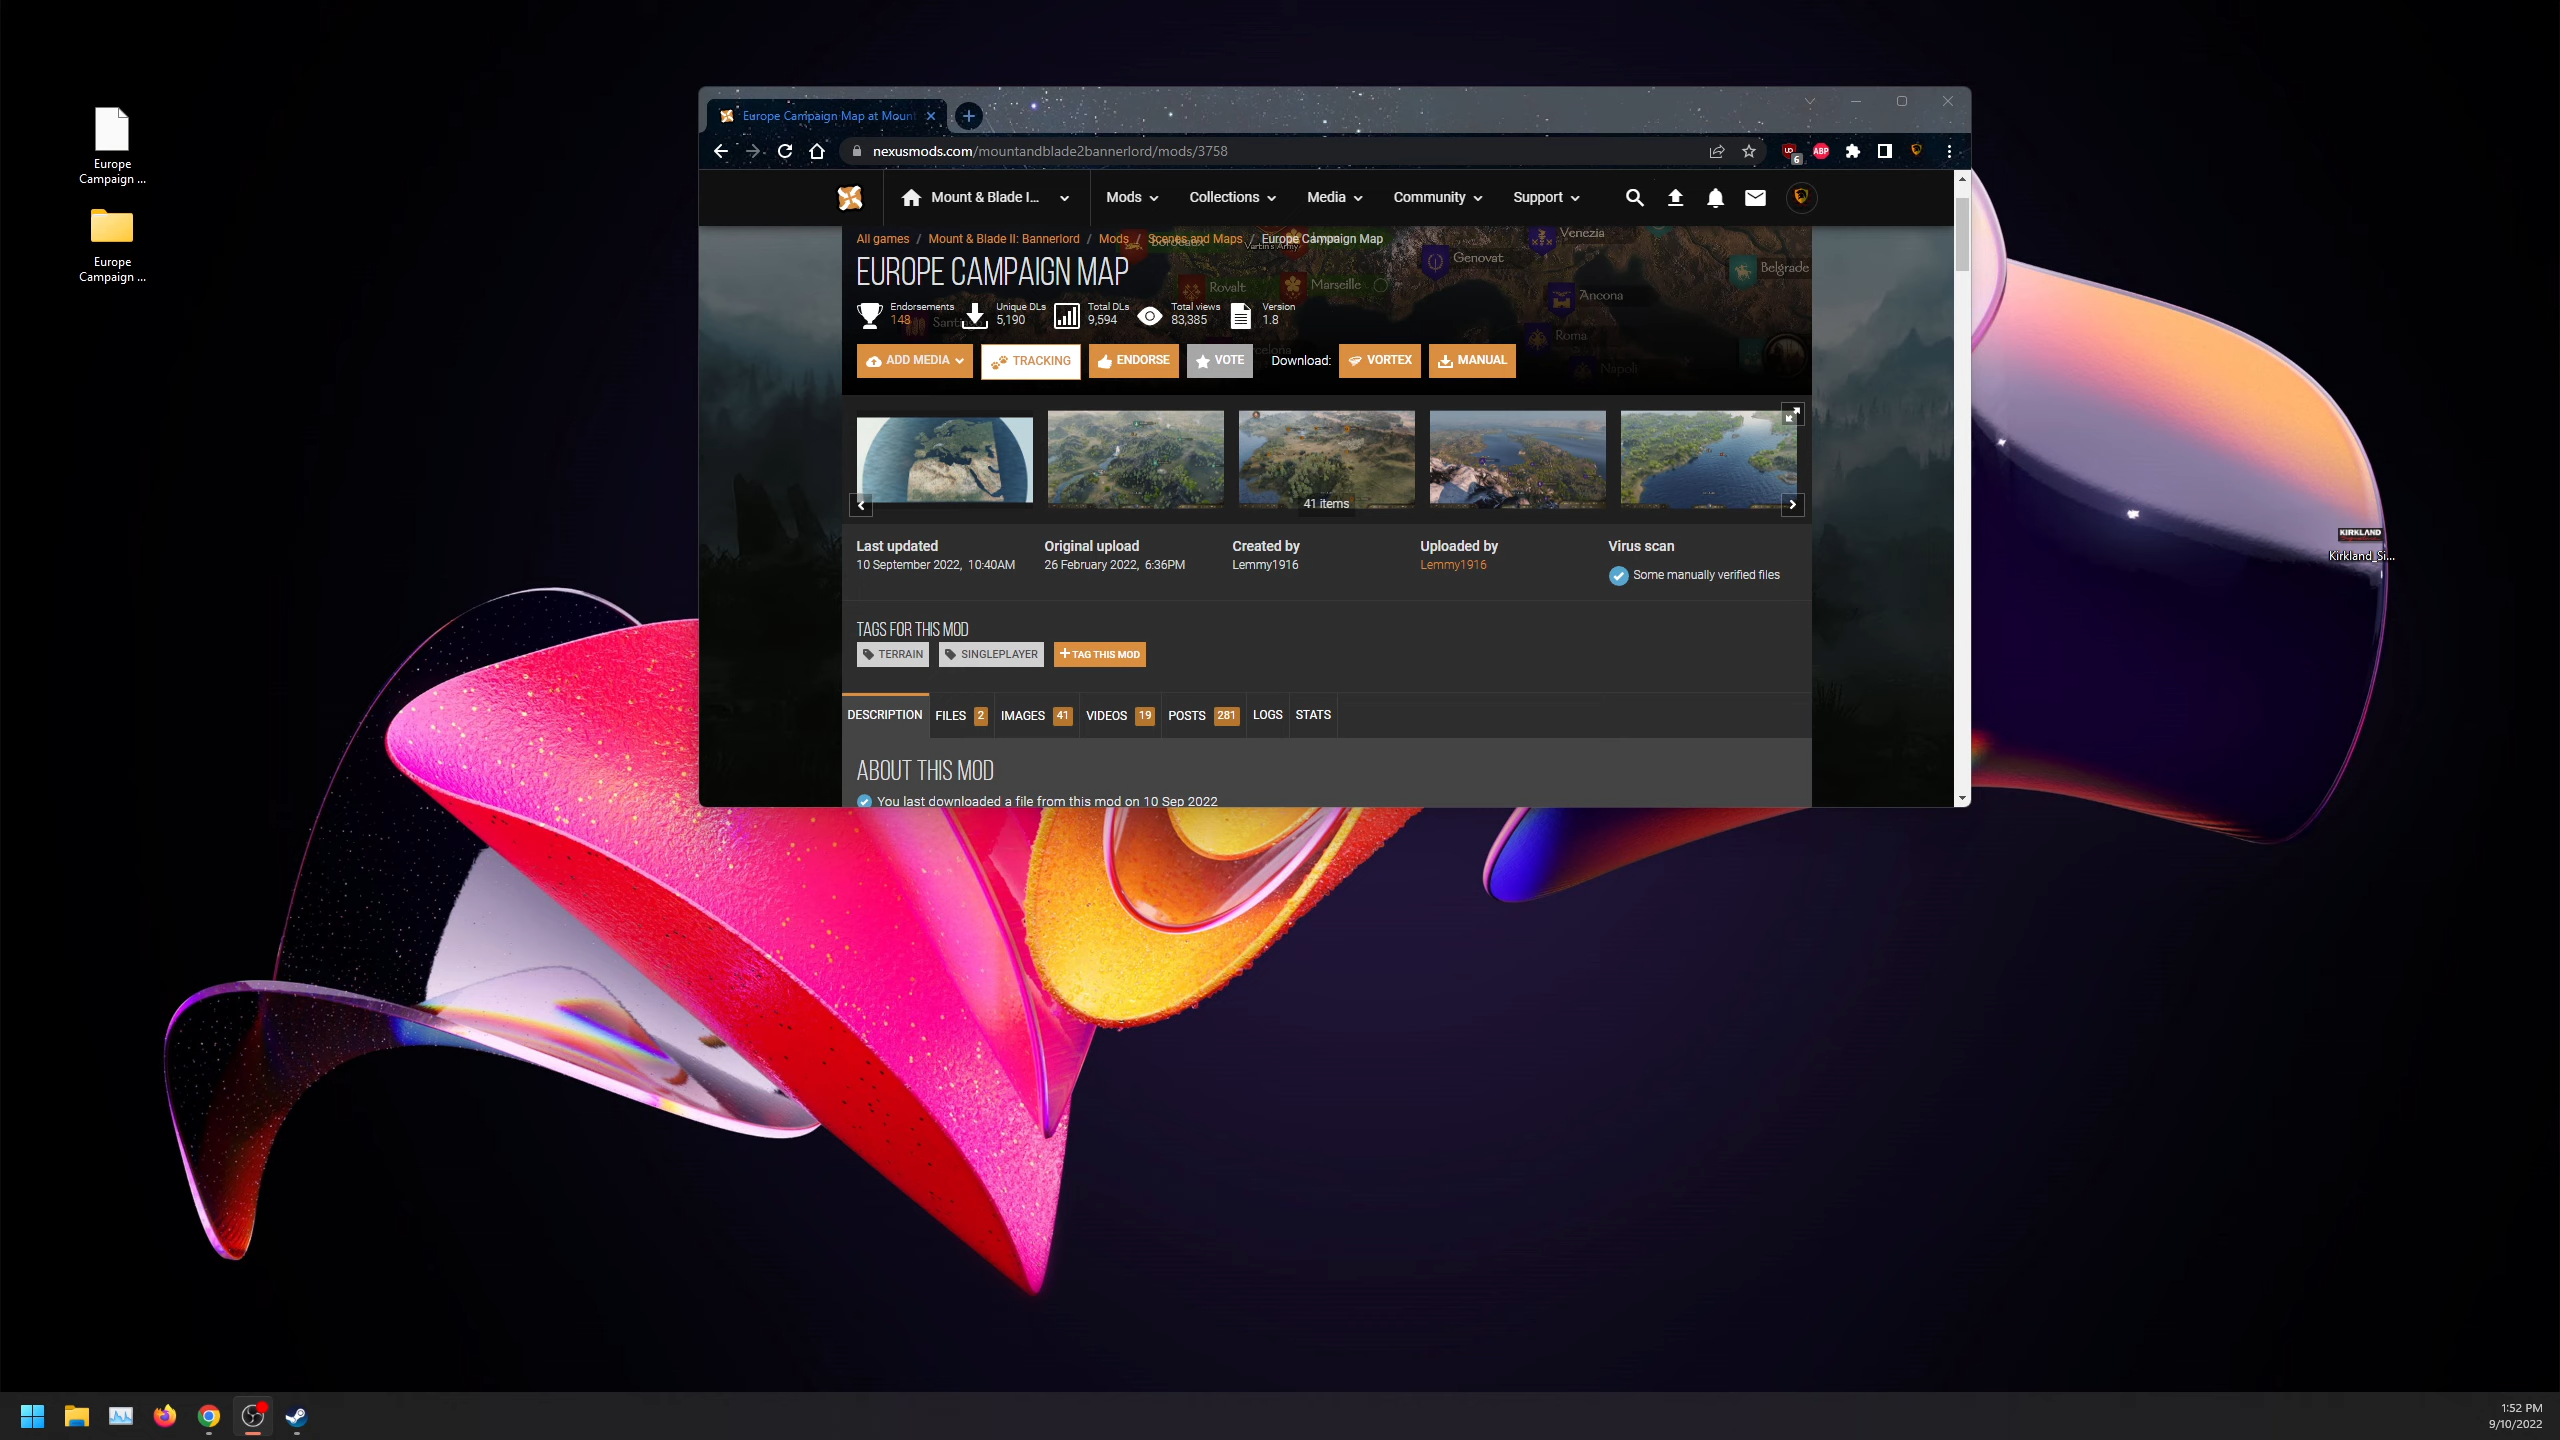 Europe
Campaign ...
Europe
Campaign ...
Europe Campaign Map at Mount
nexusmods.com/mountandblade2bannerlord/mods/3758
6
ABP
Mount & Blade I...
Mods
Collections
Media
Community
Support
All games / Mount & Blade II: Bannerlord / Mods / Scenes and Maps / Europe Campaign Map
Bordeaux
Venezia
Genovat
Belgrade
Rovalt
Marseille
Ancona
Roma
Napoli
EUROPE CAMPAIGN MAP
Endorsements
148
Unique DLs
5,190
Total DLs
9,594
Total views
83,385
Version
1.8
ADD MEDIA
TRACKING
ENDORSE
VOTE
Download:
VORTEX
MANUAL
41 items
Last updated
10 September 2022, 10:40AM
Original upload
26 February 2022, 6:36PM
Created by
Lemmy1916
Uploaded by
Lemmy1916
Virus scan
Some manually verified files
TAGS FOR THIS MOD
TERRAIN
SINGLEPLAYER
+ TAG THIS MOD
DESCRIPTION
FILES 2
IMAGES 41
VIDEOS 19
POSTS 281
LOGS
STATS
ABOUT THIS MOD
You last downloaded a file from this mod on 10 Sep 2022
KIRKLAND
Kirkland_Si...
1:52 PM
9/10/2022